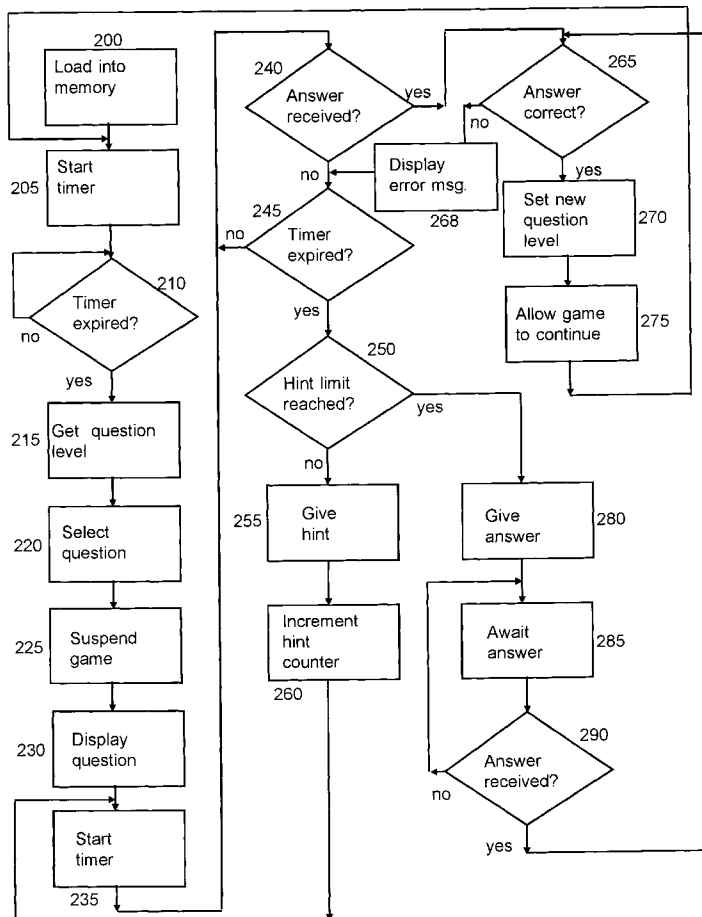 200
Load into
memory
Start
timer
205
210
Timer
expired?
no
yes
215
Get question
level
220
Select
question
225
Suspend
game
230
Display
question
Start
timer
235
240
Answer
received?
yes
no
245
Timer
expired?
no
yes
250
Hint limit
reached?
yes
no
255
Give
hint
Increment
hint
counter
260
265
Answer
correct?
no
yes
Display
error msg.
268
Set new
question
level
270
Allow game
to continue
275
Give
answer
280
Await
answer
285
290
Answer
received?
no
yes